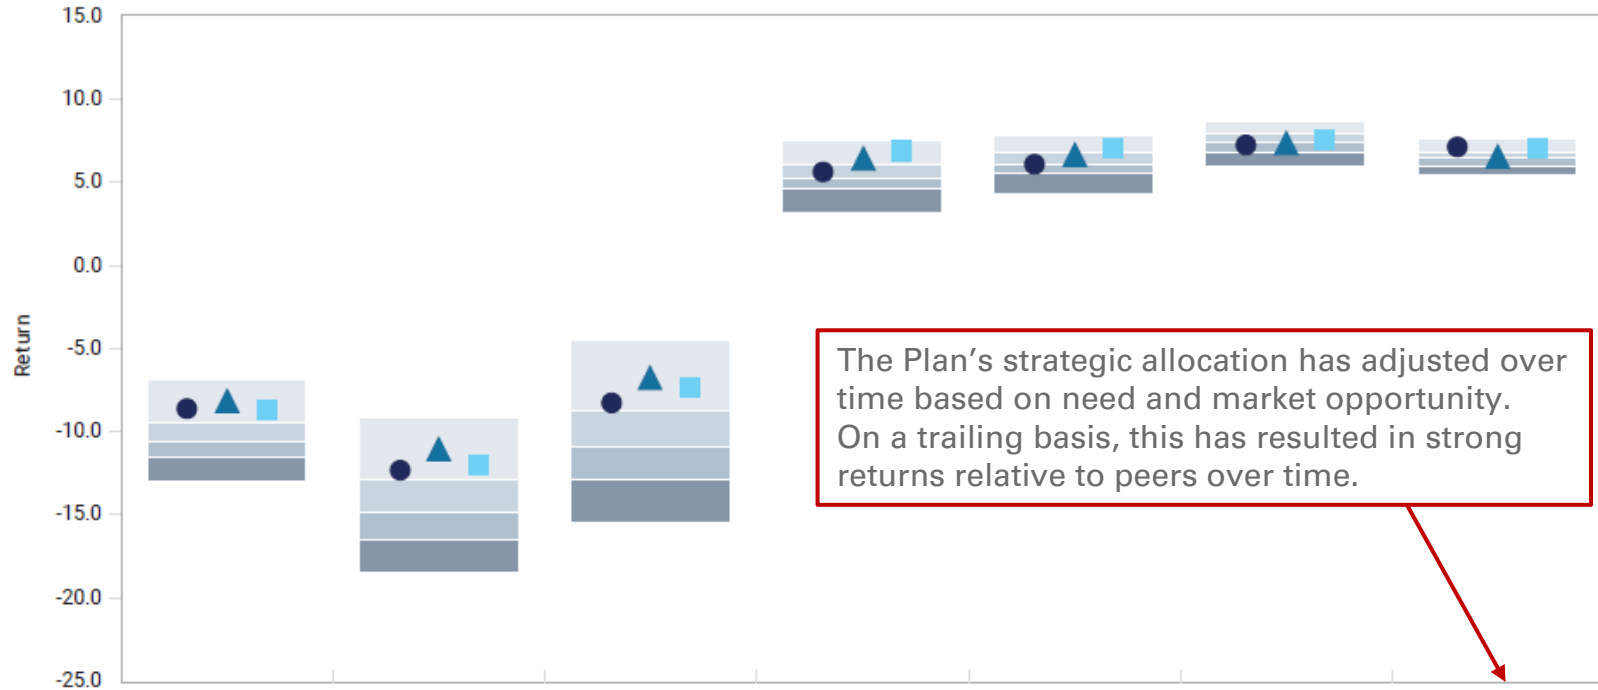 15.0
10.0
5.0
0.0
-5.0
-10.0
-15.0
-20.0
-25.0
Return
The Plan’s strategic allocation has adjusted over
time based on need and market opportunity.
On a trailing basis, this has resulted in strong
returns relative to peers over time.